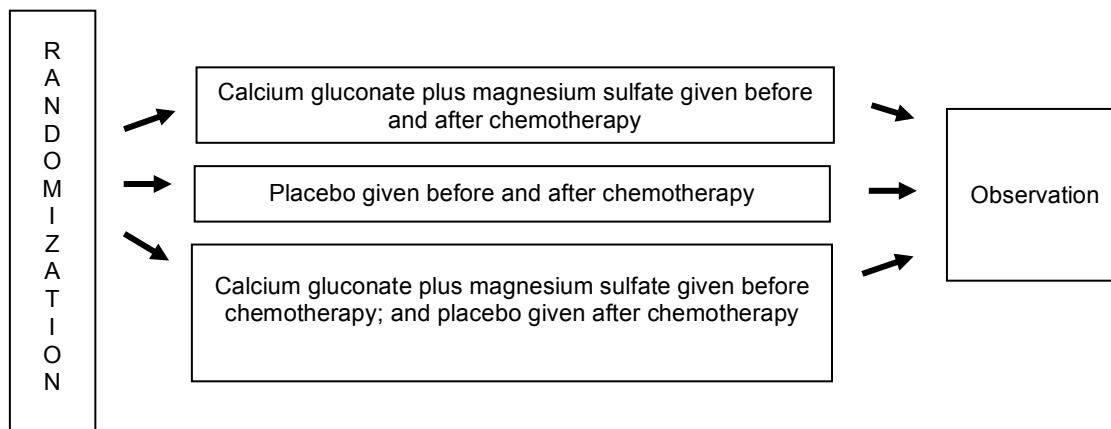 R
A
N
D
O
M
I
Z
A
T
I
O
N
Calcium gluconate plus magnesium sulfate given before
and after chemotherapy
Placebo given before and after chemotherapy
Calcium gluconate plus magnesium sulfate given before
chemotherapy; and placebo given after chemotherapy
Observation